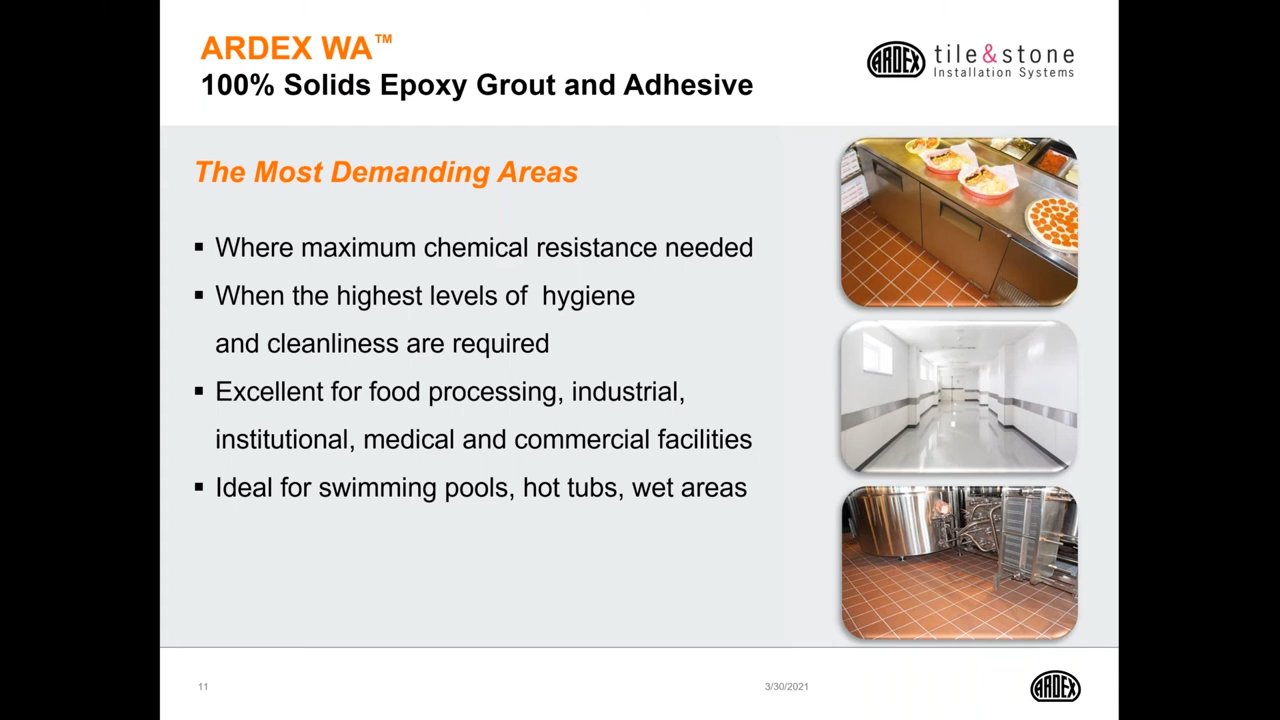 ARDEX WA™
100% Solids Epoxy Grout and Adhesive
ARDEX
tile&stone
Installation Systems
The Most Demanding Areas
▪ Where maximum chemical resistance needed
▪ When the highest levels of hygiene
and cleanliness are required
▪ Excellent for food processing, industrial,
institutional, medical and commercial facilities
▪ Ideal for swimming pools, hot tubs, wet areas
11
3/30/2021
ARDEX